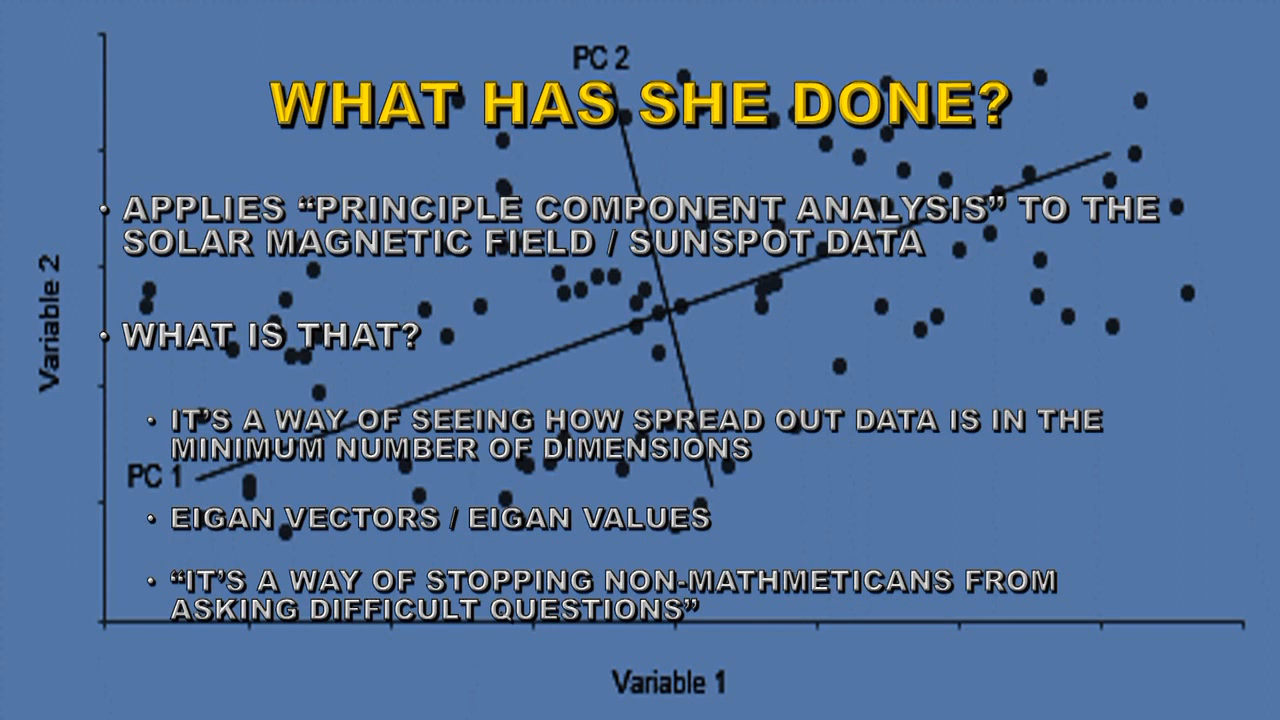 PC 2
WHAT HAS SHE DONE?
• APPLIES “PRINCIPLE COMPONENT ANALYSIS” TO THE
SOLAR MAGNETIC FIELD / SUNSPOT DATA
Variable 2
• WHAT IS THAT?
• IT’S A WAY OF SEEING HOW SPREAD OUT DATA IS IN THE
MINIMUM NUMBER OF DIMENSIONS
PC 1
• EIGAN VECTORS / EIGAN VALUES
• “IT’S A WAY OF STOPPING NON-MATHMETICANS FROM
ASKING DIFFICULT QUESTIONS”
Variable 1